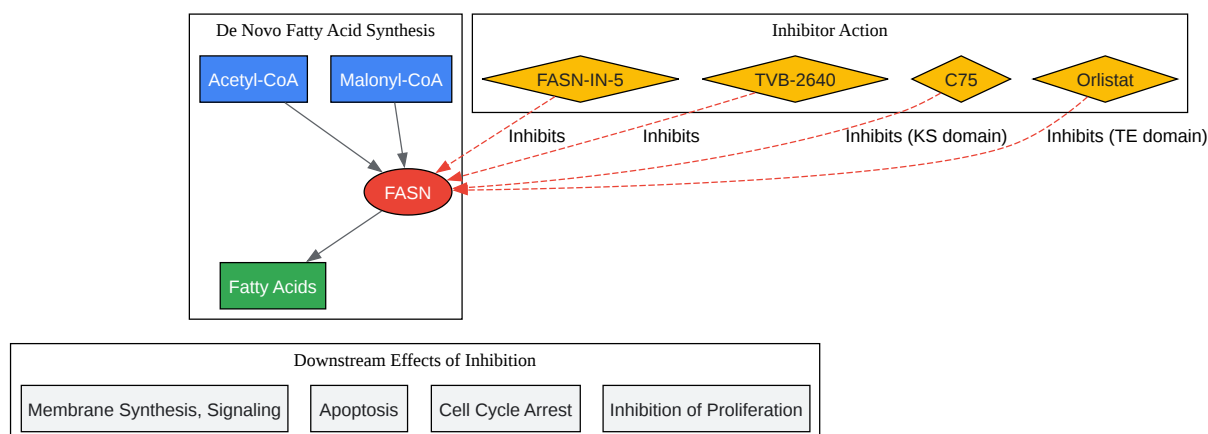 De Novo Fatty Acid Synthesis
Inhibitor Action
Acetyl-CoA
Malonyl-CoA
FASN-IN-5
TVB-2640
C75
Orlistat
Inhibits
Inhibits
Inhibits (KS domain)
Inhibits (TE domain)
FASN
Fatty Acids
Downstream Effects of Inhibition
Membrane Synthesis, Signaling
Apoptosis
Cell Cycle Arrest
Inhibition of Proliferation